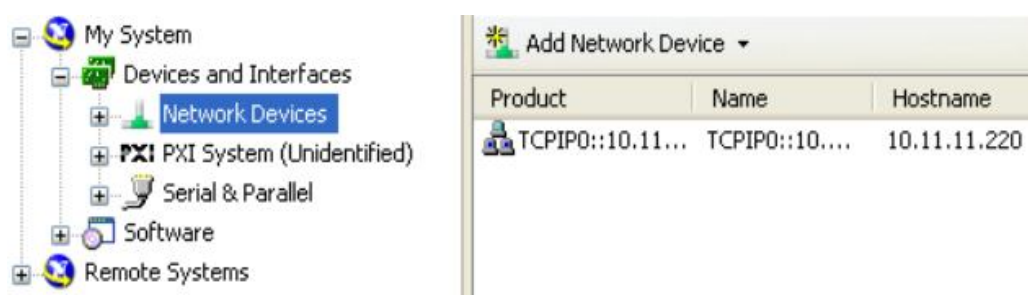 My System
Devices and Interfaces
Network Devices
PXI PXI System (Unidentified)
Serial & Parallel
Software
Remote Systems
Add Network Device
Product Name Hostname
TCPIP0::10.11... TCPIP0::10.... 10.11.11.220